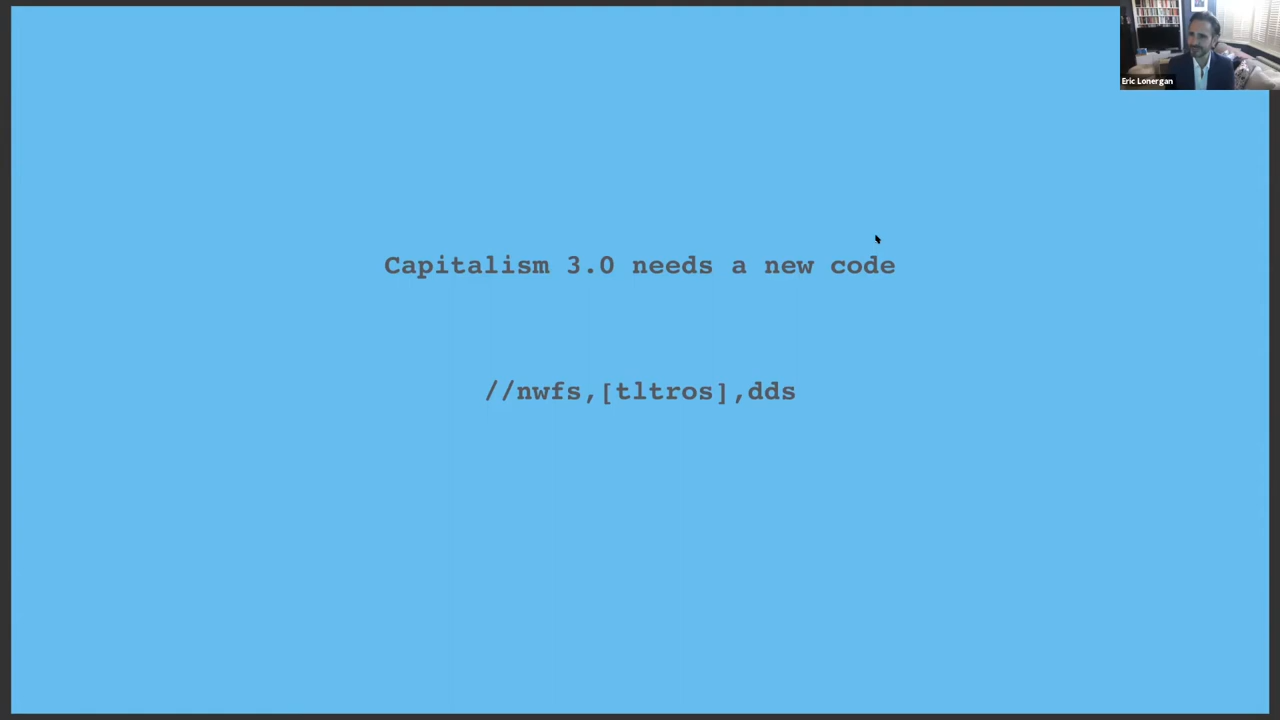 Eric Lonergan
Capitalism 3.0 needs a new code
//nwfs,[tltros],dds